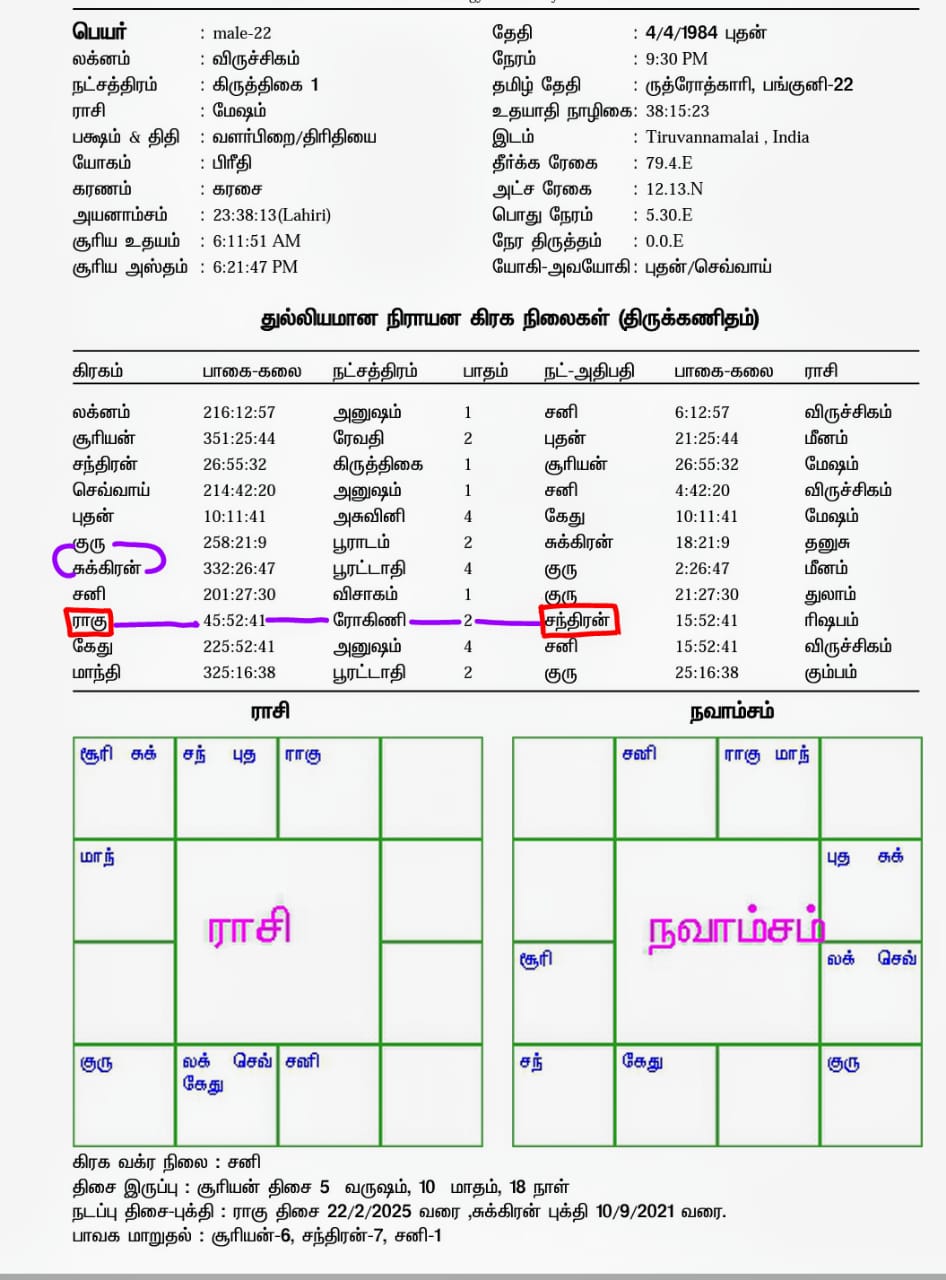 பெயர் : male-22 தேதி : 4/4/1984 புதன்
லக்னம் : விருச்சிகம் நேரம் : 9:30 PM
நட்சத்திரம் : கிருத்திகை 1 தமிழ் தேதி : ருத்ரோத்காரி, பங்குனி-22
ராசி : மேஷம் உதயாதி நாழிகை: 38:15:23
பக்ஷம் & திதி : வளர்பிறை/திரிதியை இடம் : Tiruvannamalai , India
யோகம் : பிரீதி தீர்க்க ரேகை : 79.4.E
கரணம் : கரசை அட்ச ரேகை : 12.13.N
அயனாம்சம் : 23:38:13(Lahiri) பொது நேரம் : 5.30.E
சூரிய உதயம் : 6:11:51 AM நேர திருத்தம் : 0.0.E
சூரிய அஸ்தம் : 6:21:47 PM யோகி-அவயோகி : புதன்/செவ்வாய்
துல்லியமான நிராயன கிரக நிலைகள் (திருக்கணிதம்)
கிரகம் பாகை-கலை நட்சத்திரம் பாதம் நட்-அதிபதி பாகை-கலை ராசி
லக்னம் 216:12:57 அனுஷம் 1 சனி 6:12:57 விருச்சிகம்
சூரியன் 351:25:44 ரேவதி 2 புதன் 21:25:44 மீனம்
சந்திரன் 26:55:32 கிருத்திகை 1 சூரியன் 26:55:32 மேஷம்
செவ்வாய் 214:42:20 அனுஷம் 1 சனி 4:42:20 விருச்சிகம்
புதன் 10:11:41 அசுவினி 4 கேது 10:11:41 மேஷம்
குரு 258:21:9 பூராடம் 2 சுக்கிரன் 18:21:9 தனுசு
சுக்கிரன் 332:26:47 பூரட்டாதி 4 குரு 2:26:47 மீனம்
சனி 201:27:30 விசாகம் 1 குரு 21:27:30 துலாம்
ராகு 45:52:41 ரோகிணி 2 சந்திரன் 15:52:41 ரிஷபம்
கேது 225:52:41 அனுஷம் 4 சனி 15:52:41 விருச்சிகம்
மாந்தி 325:16:38 பூரட்டாதி 2 குரு 25:16:38 கும்பம்
ராசி நவாம்சம்
சூரி சுக் சந் புத ராகு சனி ராகு மாந்
மாந் புத சுக்
ராசி நவாம்சம்
சூரி லக் செவ்
குரு லக் செவ் சனி சந் கேது குரு
கேது
கிரக வக்ர நிலை : சனி
திசை இருப்பு : சூரியன் திசை 5 வருஷம், 10 மாதம், 18 நாள்
நடப்பு திசை-புக்தி : ராகு திசை 22/2/2025 வரை ,சுக்கிரன் புக்தி 10/9/2021 வரை.
பாவக மாறுதல் : சூரியன்-6, சந்திரன்-7, சனி-1